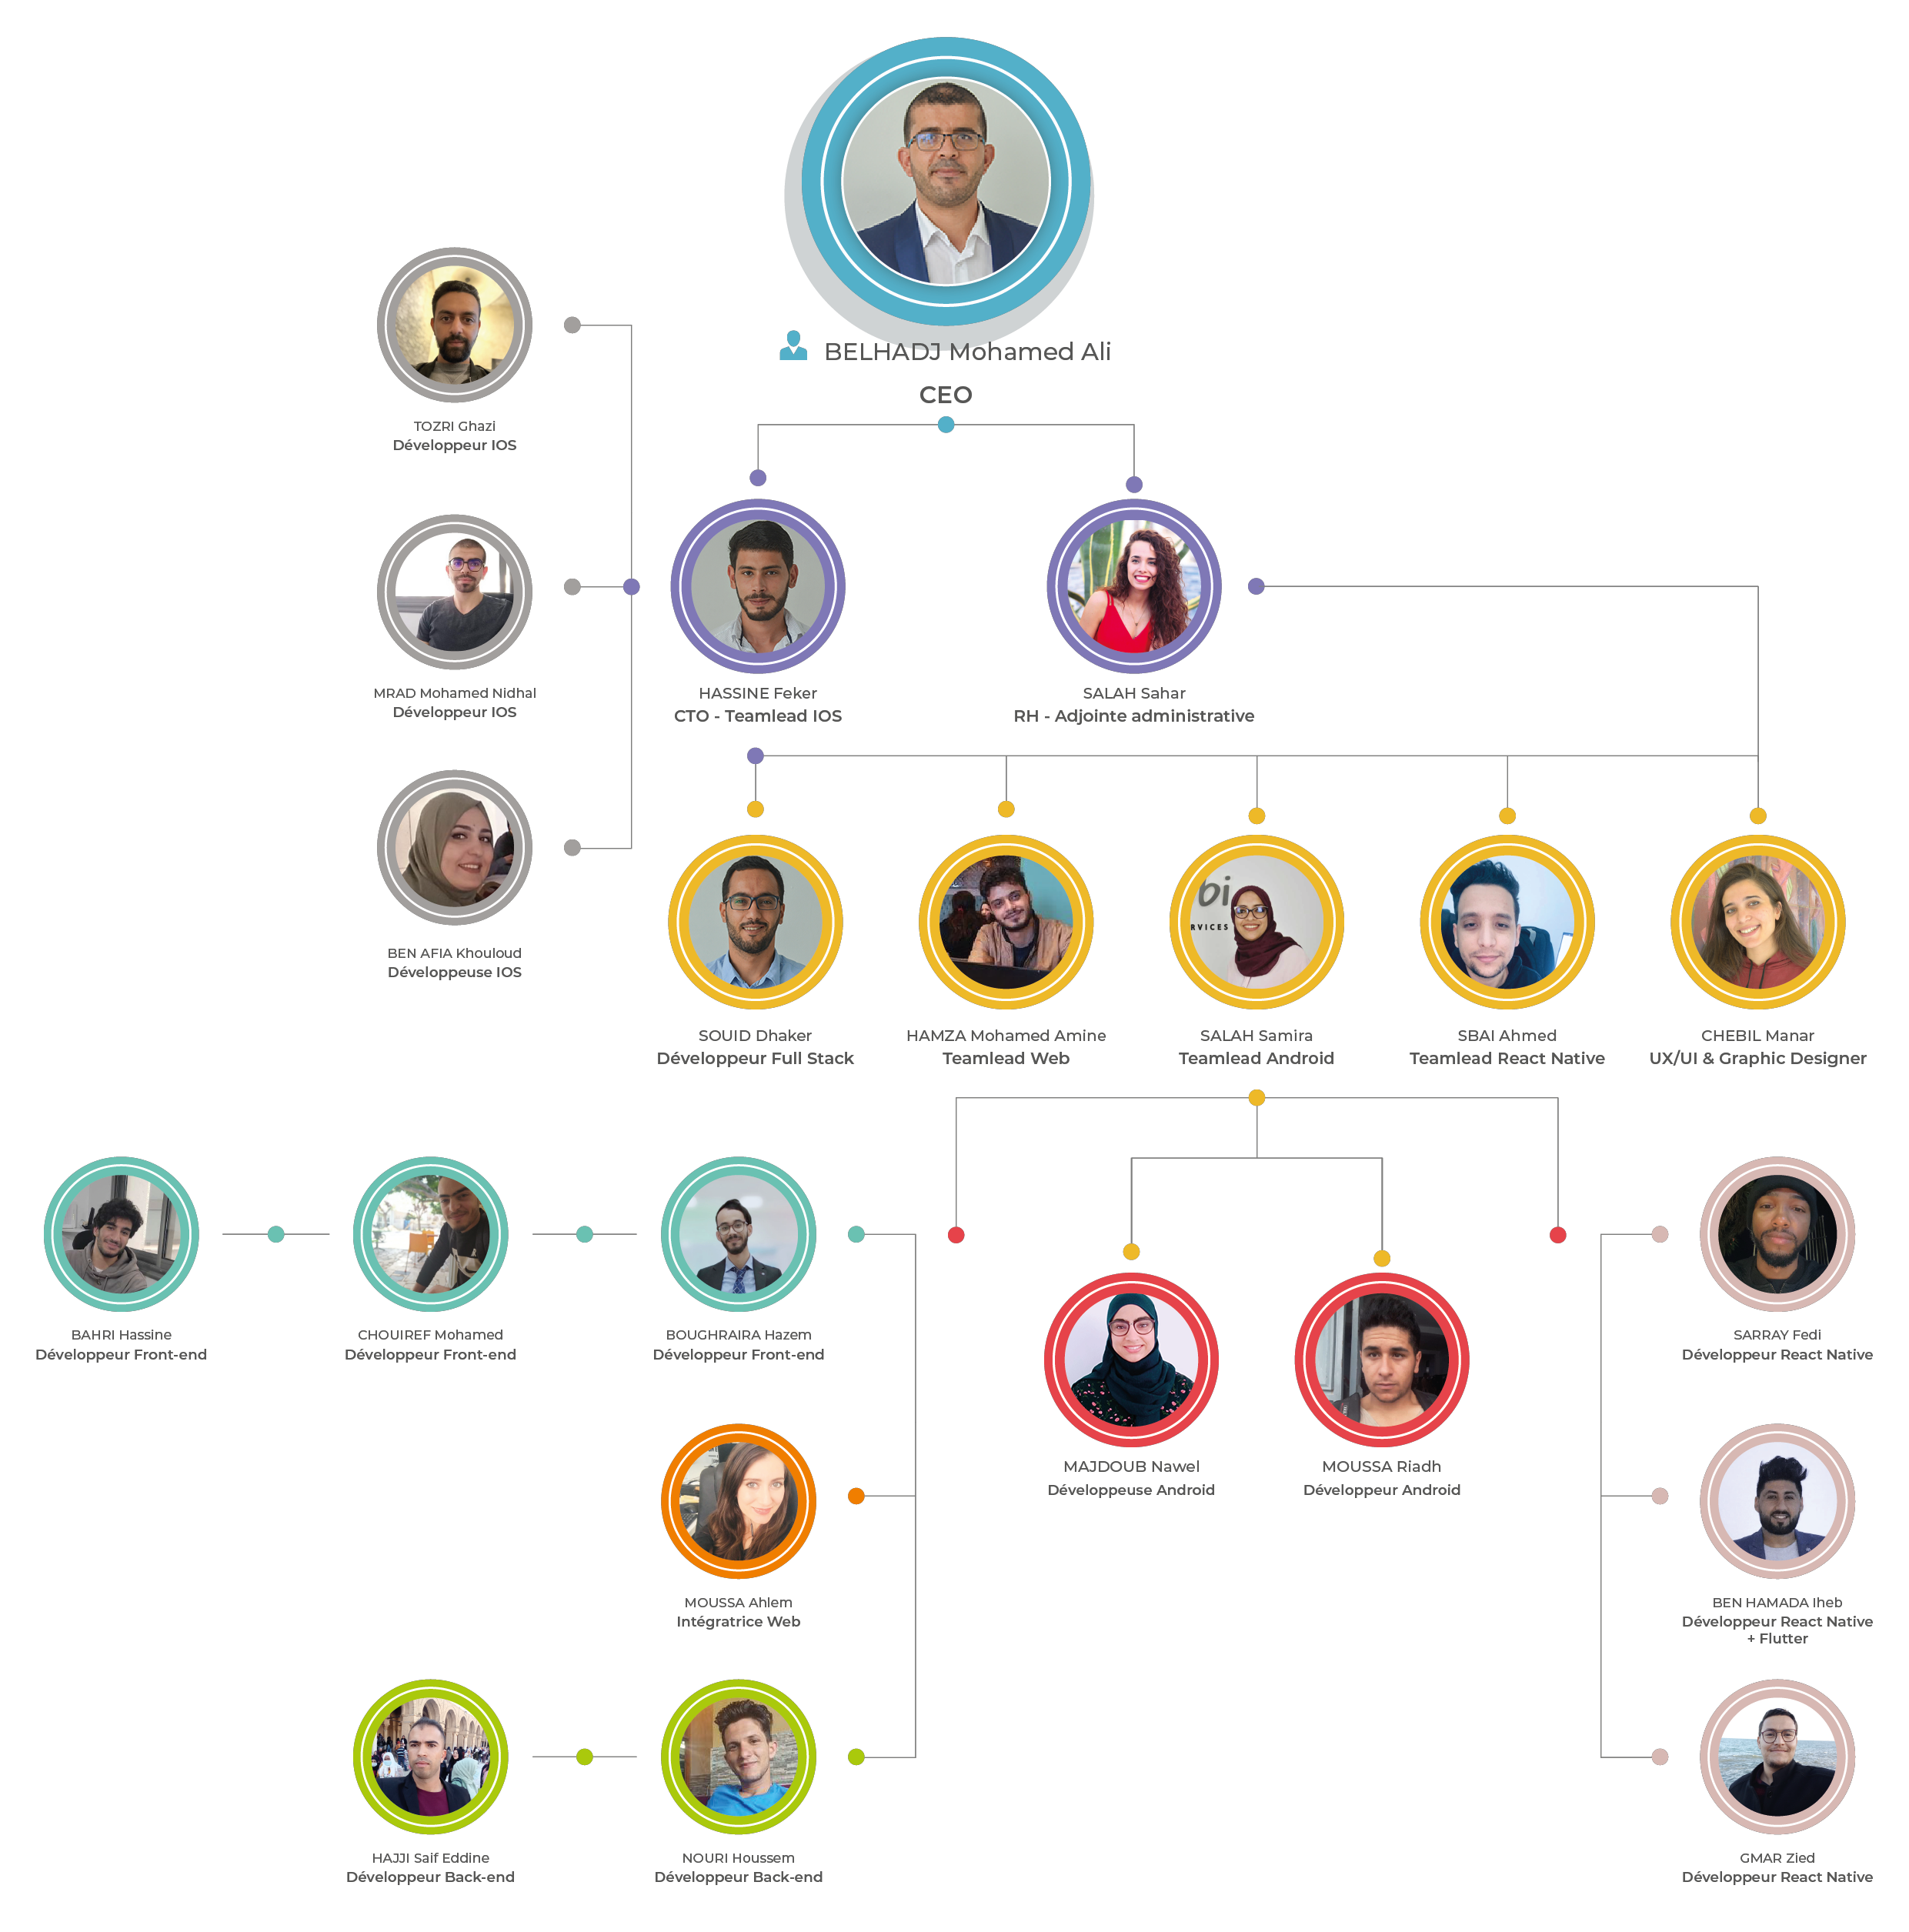 BELHADJ Mohamed Ali
CEO
TOZRI Ghazi
Développeur IOS
MRAD Mohamed Nidhal
Développeur IOS
BEN AFIA Khouloud
Développeuse IOS
HASSINE Feker
CTO - Teamlead IOS
SALAH Sahar
RH - Adjointe administrative
bi
RVICES
SOUID Dhaker
Développeur Full Stack
HAMZA Mohamed Amine
Teamlead Web
SALAH Samira
Teamlead Android
SBAI Ahmed
Teamlead React Native
CHEBIL Manar
UX/UI & Graphic Designer
BAHRI Hassine
Développeur Front-end
CHOUIREF Mohamed
Développeur Front-end
BOUGHRAIRA Hazem
Développeur Front-end
MAJDOUB Nawel
Développeuse Android
MOUSSA Riadh
Développeur Android
SARRAY Fedi
Développeur React Native
MOUSSA Ahlem
Intégratrice Web
BEN HAMADA Iheb
Développeur React Native
+ Flutter
HAJJI Saif Eddine
Développeur Back-end
NOURI Houssem
Développeur Back-end
GMAR Zied
Développeur React Native